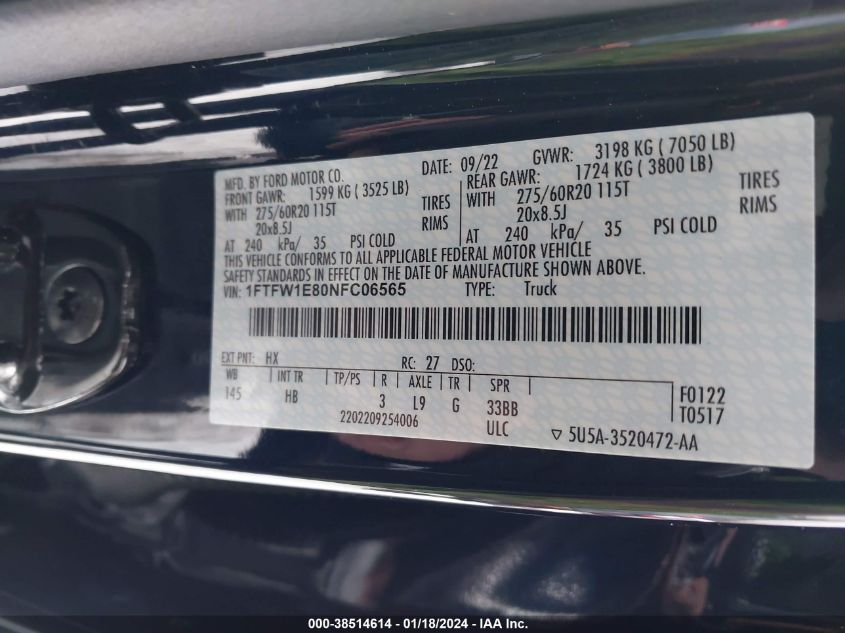 MFD. BY FORD MOTOR CO. DATE: 09/22 GVWR: 3198 KG ( 7050 LB)
FRONT GAWR: 1599 KG ( 3525 LB) REAR GAWR: 1724 KG ( 3800 LB)
WITH 275/60R20 115T TIRES WITH 275/60R20 115T TIRES
20x8.5J RIMS 20x8.5J RIMS
AT 240 kPa/ 35 PSI COLD AT 240 kPa/ 35 PSI COLD
THIS VEHICLE CONFORMS TO ALL APPLICABLE FEDERAL MOTOR VEHICLE
SAFETY STANDARDS IN EFFECT ON THE DATE OF MANUFACTURE SHOWN ABOVE.
VIN: 1FTFW1E80NFC06565 TYPE: Truck
EXT PNT: HX RC: 27 DSO:
WB INT TR TP/PS R AXLE TR SPR
145 HB 3 L9 G 33BB F0122
2202209254006 ULC T0517
5U5A-3520472-AA
000-38514614 - 01/18/2024 - IAA Inc.